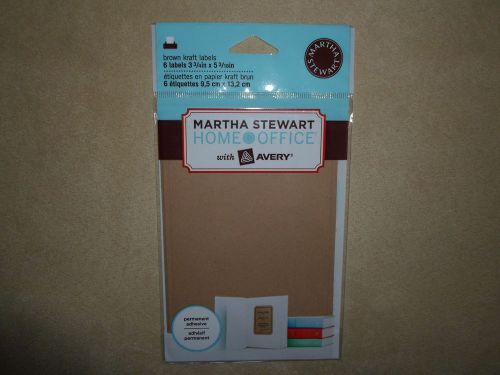 brown kraft labels
6 labels 3 3/4in x 5 3/16in
étiquettes en papier kraft brun
6 étiquettes 9,5 cm x 13,2 cm
MARTHA
STEWART
MARTHA STEWART
HOME OFFICE™
with AVERY®
permanent
adhesive
adhésif
permanent